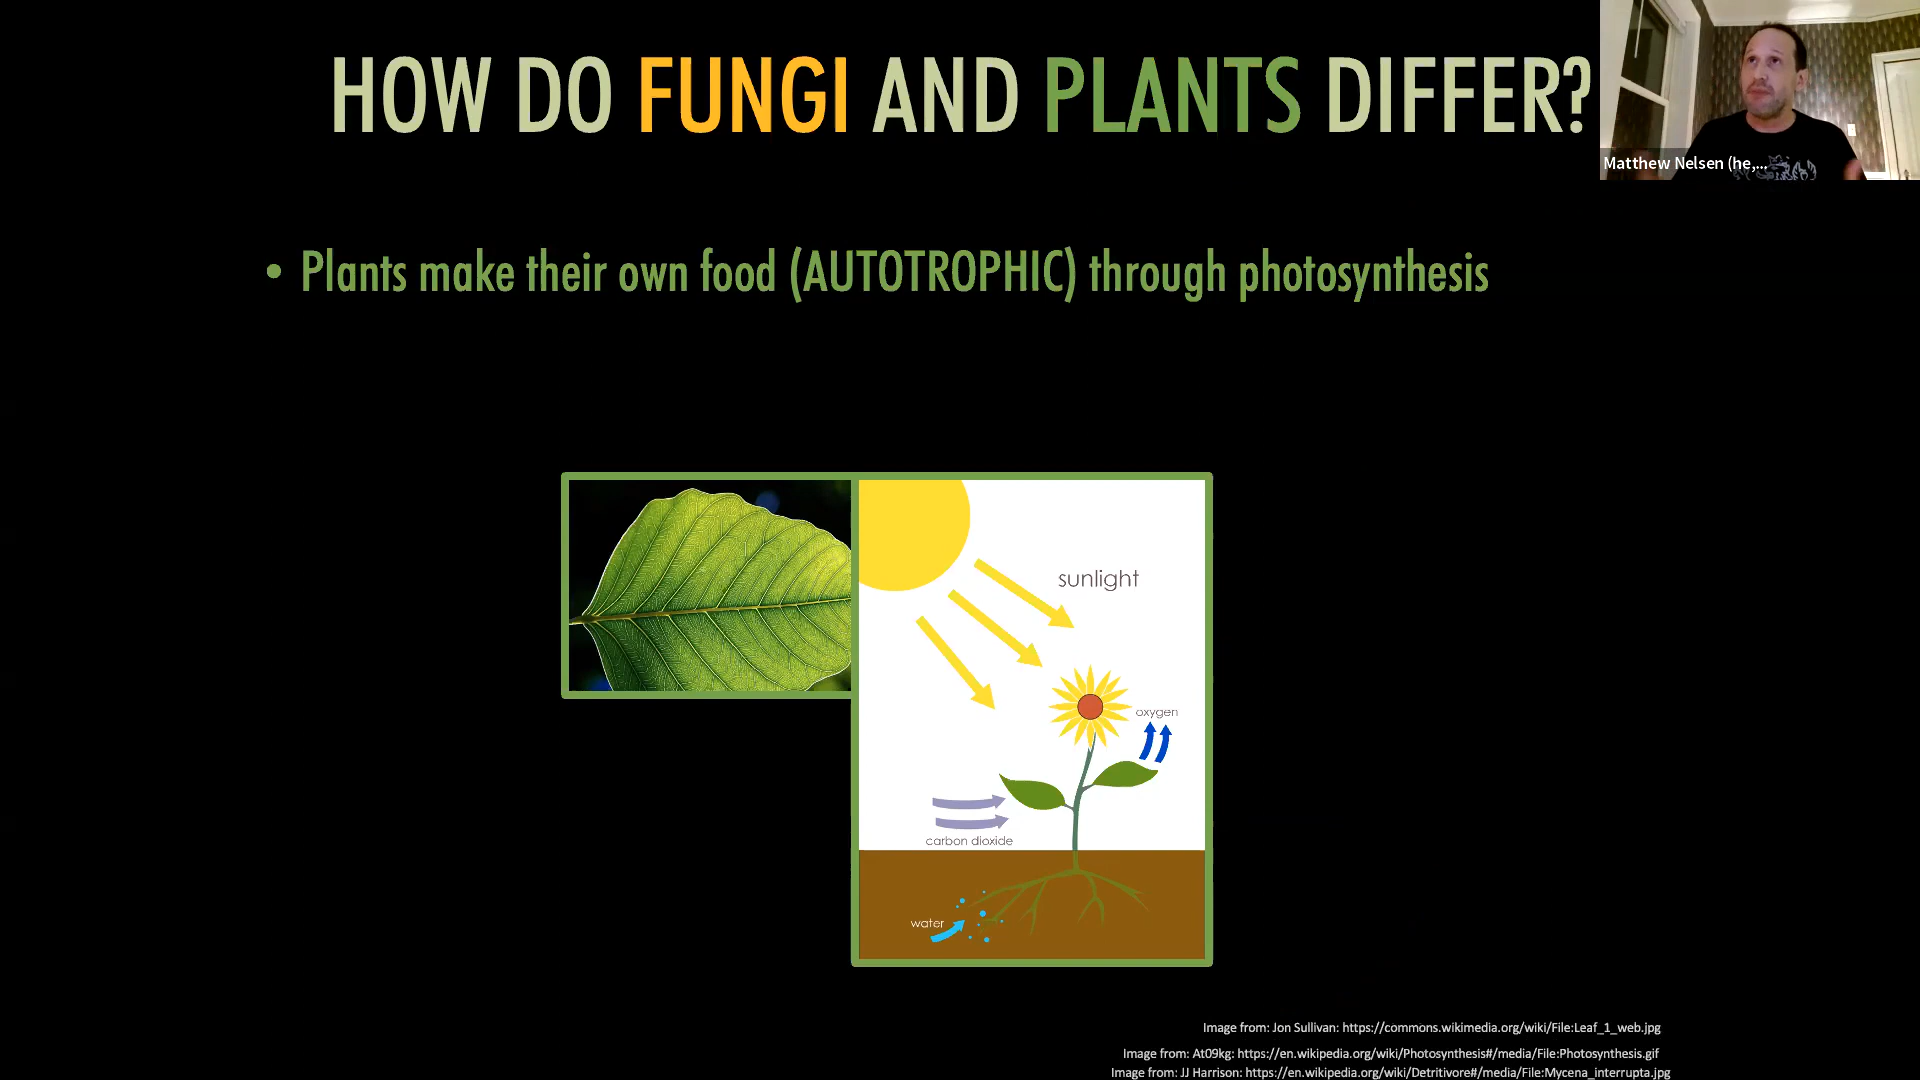 HOW DO FUNGI AND PLANTS DIFFER?
Matthew Nelsen (he,...
• Plants make their own food (AUTOTROPHIC) through photosynthesis
sunlight
oxygen
carbon dioxide
water
Image from: Jon Sullivan: https://commons.wikimedia.org/wiki/File:Leaf_1_web.jpg
Image from: At09kg: https://en.wikipedia.org/wiki/Photosynthesis#/media/File:Photosynthesis.gif
Image from: JJ Harrison: https://en.wikipedia.org/wiki/Detritivore#/media/File:Mycena_interrupta.jpg